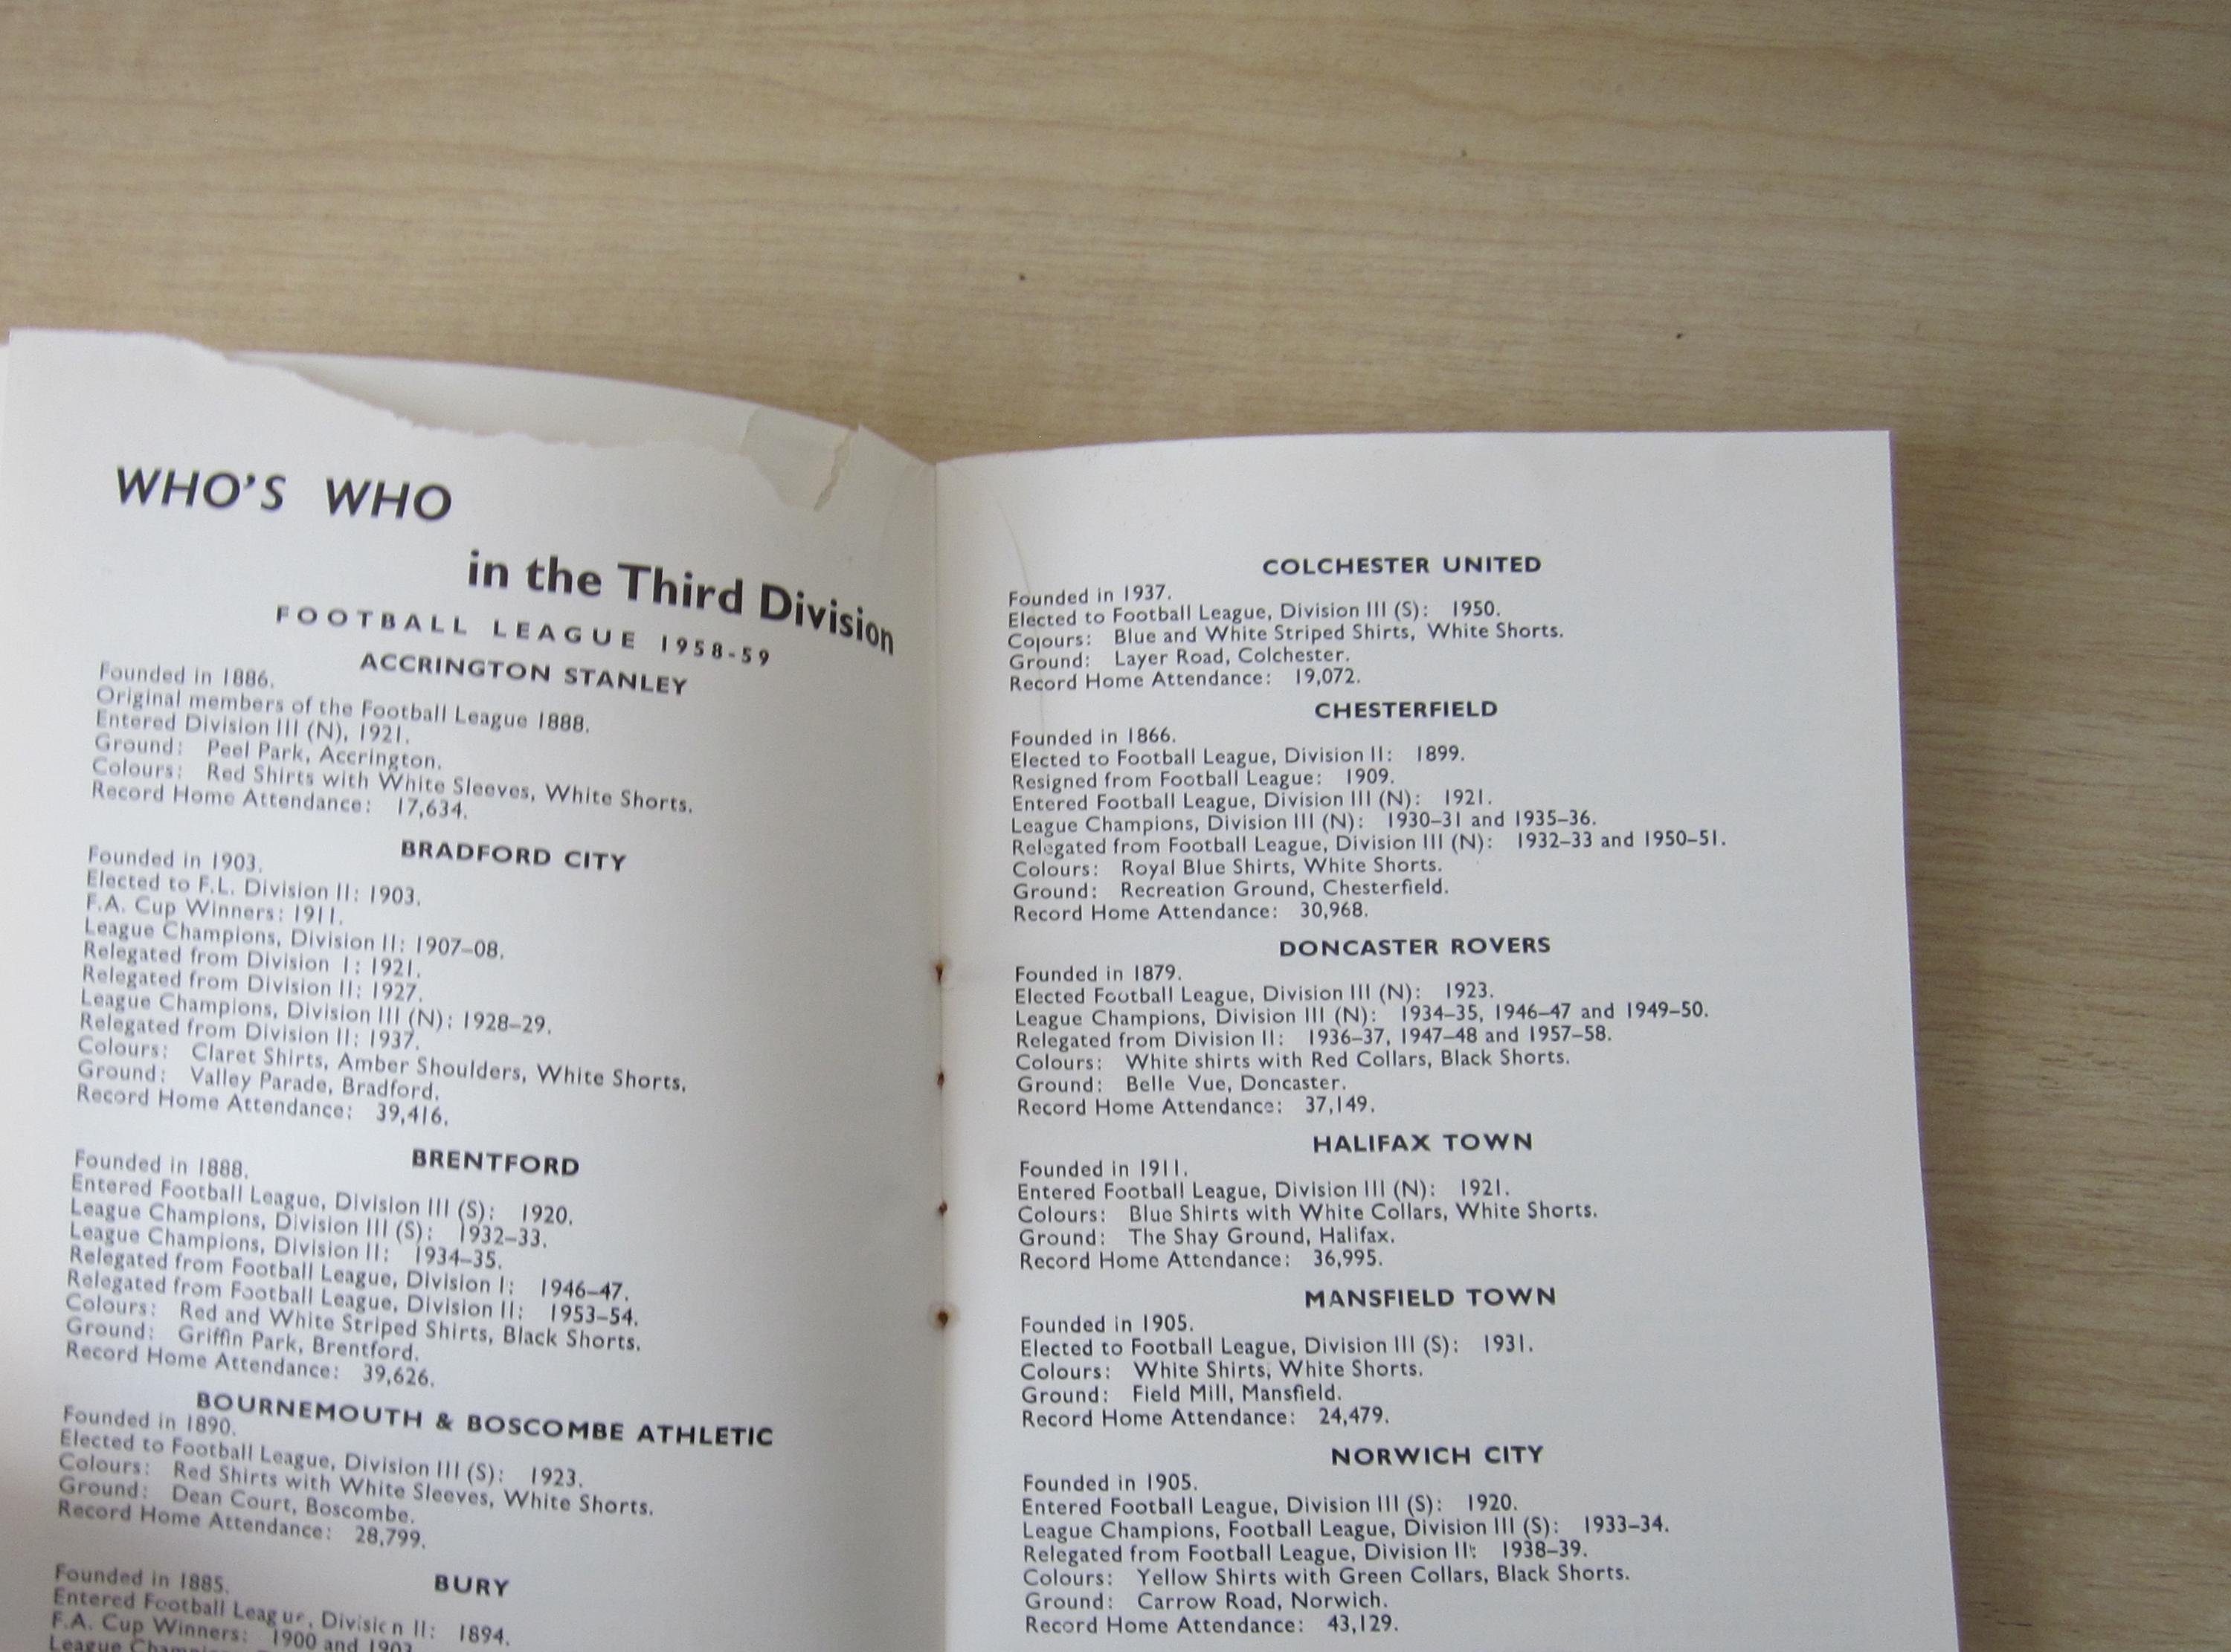 WHO'S WHO
in the Third Division
FOOTBALL LEAGUE 1958-59
ACCRINGTON STANLEY
Founded in 1886.
Original members of the Football League 1888.
Entered Division III (N), 1921.
Ground: Peel Park, Accrington.
Colours: Red Shirts with White Sleeves, White Shorts.
Record Home Attendance: 17,634.
BRADFORD CITY
Founded in 1903.
Elected to F.L. Division II: 1903.
F.A. Cup Winners: 1911.
League Champions, Division II: 1907–08.
Relegated from Division I: 1921.
Relegated from Division II: 1927.
League Champions, Division III (N): 1928–29.
Relegated from Division II: 1937.
Colours: Claret Shirts, Amber Shoulders, White Shorts.
Ground: Valley Parade, Bradford.
Record Home Attendance: 39,416.
BRENTFORD
Founded in 1888.
Entered Football League, Division III (S): 1920.
League Champions, Division III (S): 1932–33.
League Champions, Division II: 1934–35.
Relegated from Football League, Division I: 1946–47.
Relegated from Football League, Division II: 1953–54.
Colours: Red and White Striped Shirts, Black Shorts.
Ground: Griffin Park, Brentford.
Record Home Attendance: 39,626.
BOURNEMOUTH & BOSCOMBE ATHLETIC
Founded in 1890.
Elected to Football League, Division III (S): 1923.
Colours: Red Shirts with White Sleeves, White Shorts.
Ground: Dean Court, Boscombe.
Record Home Attendance: 28,799.
BURY
Founded in 1885.
Entered Football League, Division II: 1894.
F.A. Cup Winners: 1900 and 1903
League
COLCHESTER UNITED
Founded in 1937.
Elected to Football League, Division III (S): 1950.
Colours: Blue and White Striped Shirts, White Shorts.
Ground: Layer Road, Colchester.
Record Home Attendance: 19,072.
CHESTERFIELD
Founded in 1866.
Elected to Football League, Division II: 1899.
Resigned from Football League: 1909.
Entered Football League, Division III (N): 1921.
League Champions, Division III (N): 1930–31 and 1935–36.
Relegated from Football League, Division III (N): 1932–33 and 1950–51.
Colours: Royal Blue Shirts, White Shorts.
Ground: Recreation Ground, Chesterfield.
Record Home Attendance: 30,968.
DONCASTER ROVERS
Founded in 1879.
Elected Football League, Division III (N): 1923.
League Champions, Division III (N): 1934–35, 1946–47 and 1949–50.
Relegated from Division II: 1936–37, 1947–48 and 1957–58.
Colours: White shirts with Red Collars, Black Shorts.
Ground: Belle Vue, Doncaster.
Record Home Attendance: 37,149.
HALIFAX TOWN
Founded in 1911.
Entered Football League, Division III (N): 1921.
Colours: Blue Shirts with White Collars, White Shorts.
Ground: The Shay Ground, Halifax.
Record Home Attendance: 36,995.
MANSFIELD TOWN
Founded in 1905.
Elected to Football League, Division III (S): 1931.
Colours: White Shirts, White Shorts.
Ground: Field Mill, Mansfield.
Record Home Attendance: 24,479.
NORWICH CITY
Founded in 1905.
Entered Football League, Division III (S): 1920.
League Champions, Football League, Division III (S): 1933–34.
Relegated from Football League, Division II: 1938–39.
Colours: Yellow Shirts with Green Collars, Black Shorts.
Ground: Carrow Road, Norwich.
Record Home Attendance: 43,129.